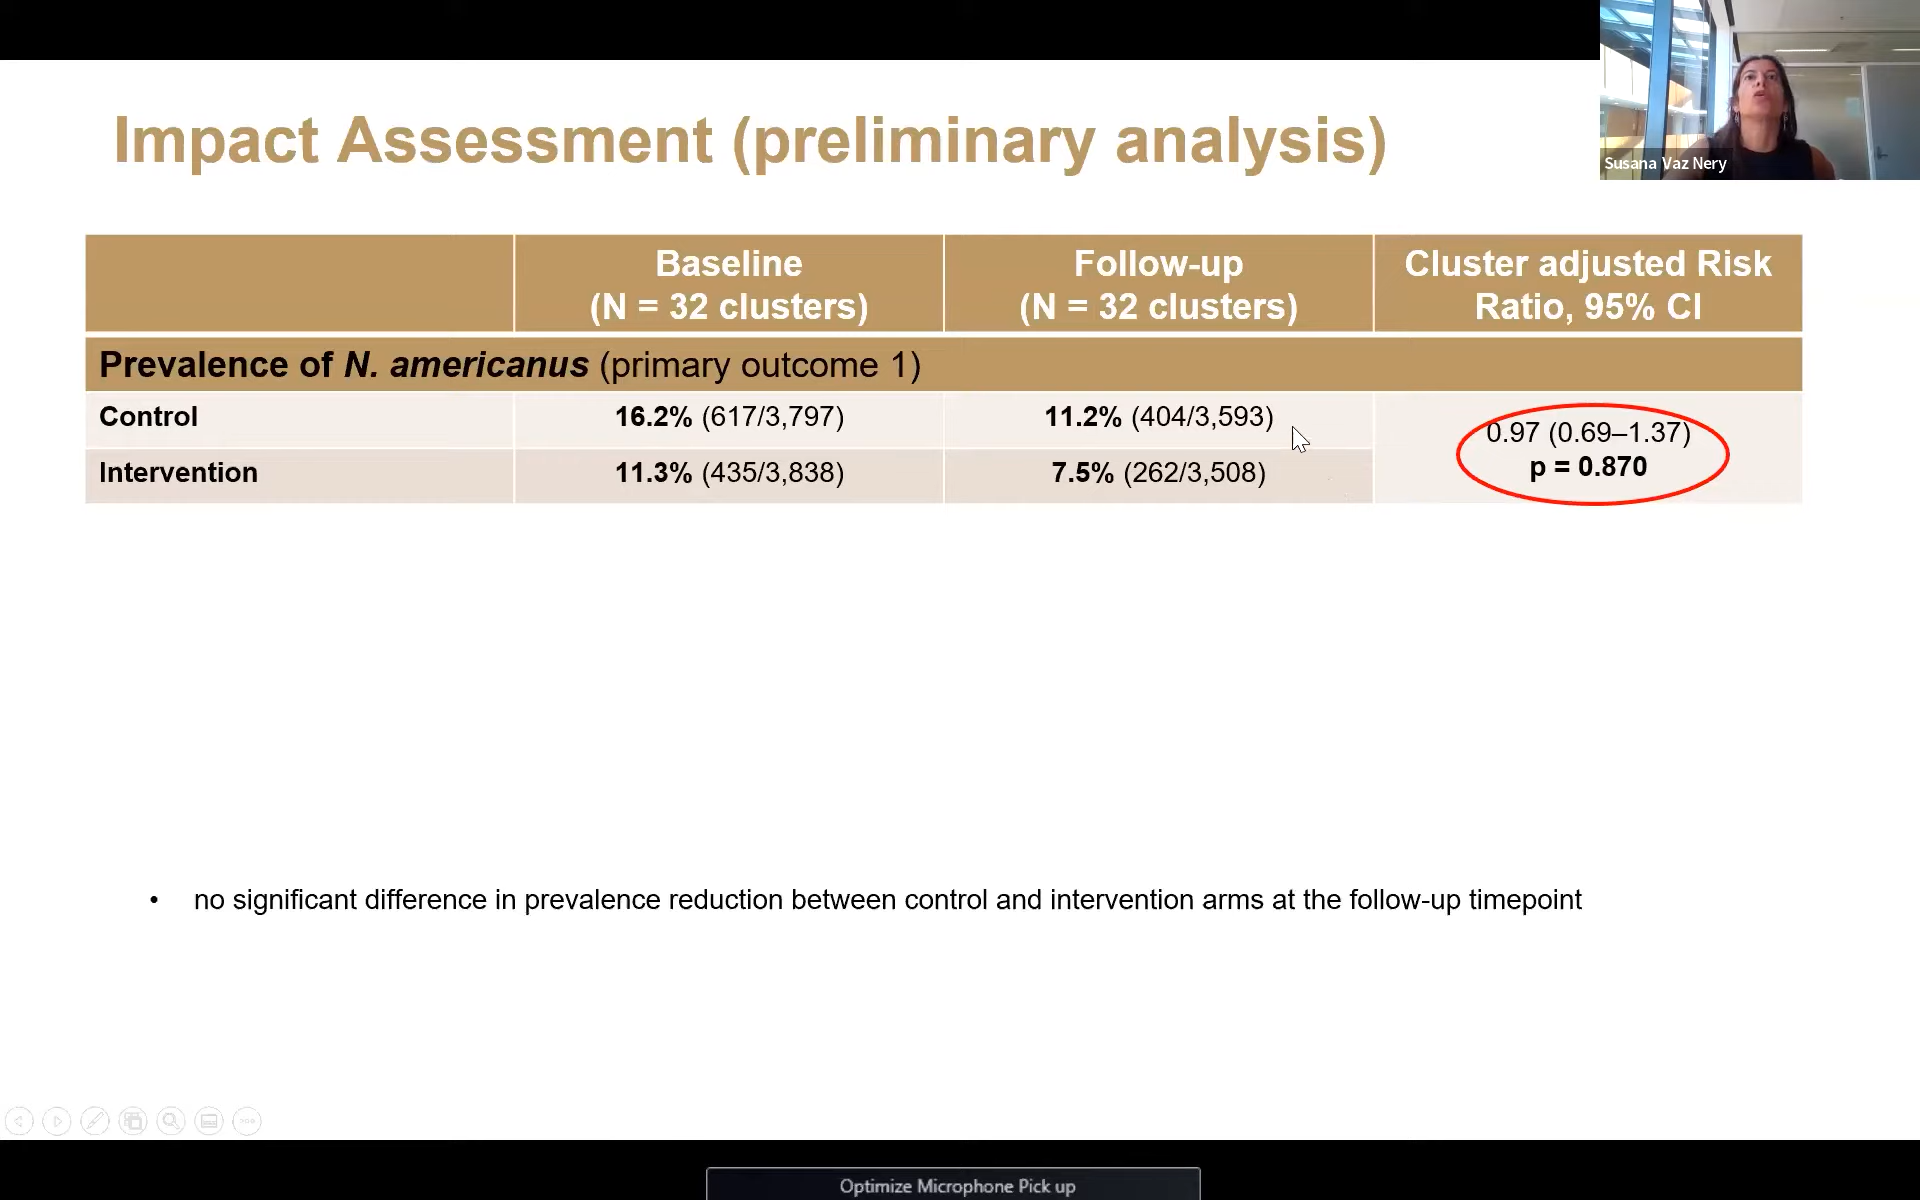 Impact Assessment (preliminary analysis)
Susana Vaz Nery
Baseline
(N = 32 clusters)
Follow-up
(N = 32 clusters)
Cluster adjusted Risk
Ratio, 95% CI
Prevalence of N. americanus (primary outcome 1)
Control
16.2% (617/3,797)
11.2% (404/3,593)
0.97 (0.69–1.37)
p = 0.870
Intervention
11.3% (435/3,838)
7.5% (262/3,508)
• no significant difference in prevalence reduction between control and intervention arms at the follow-up timepoint
Optimize Microphone Pick up